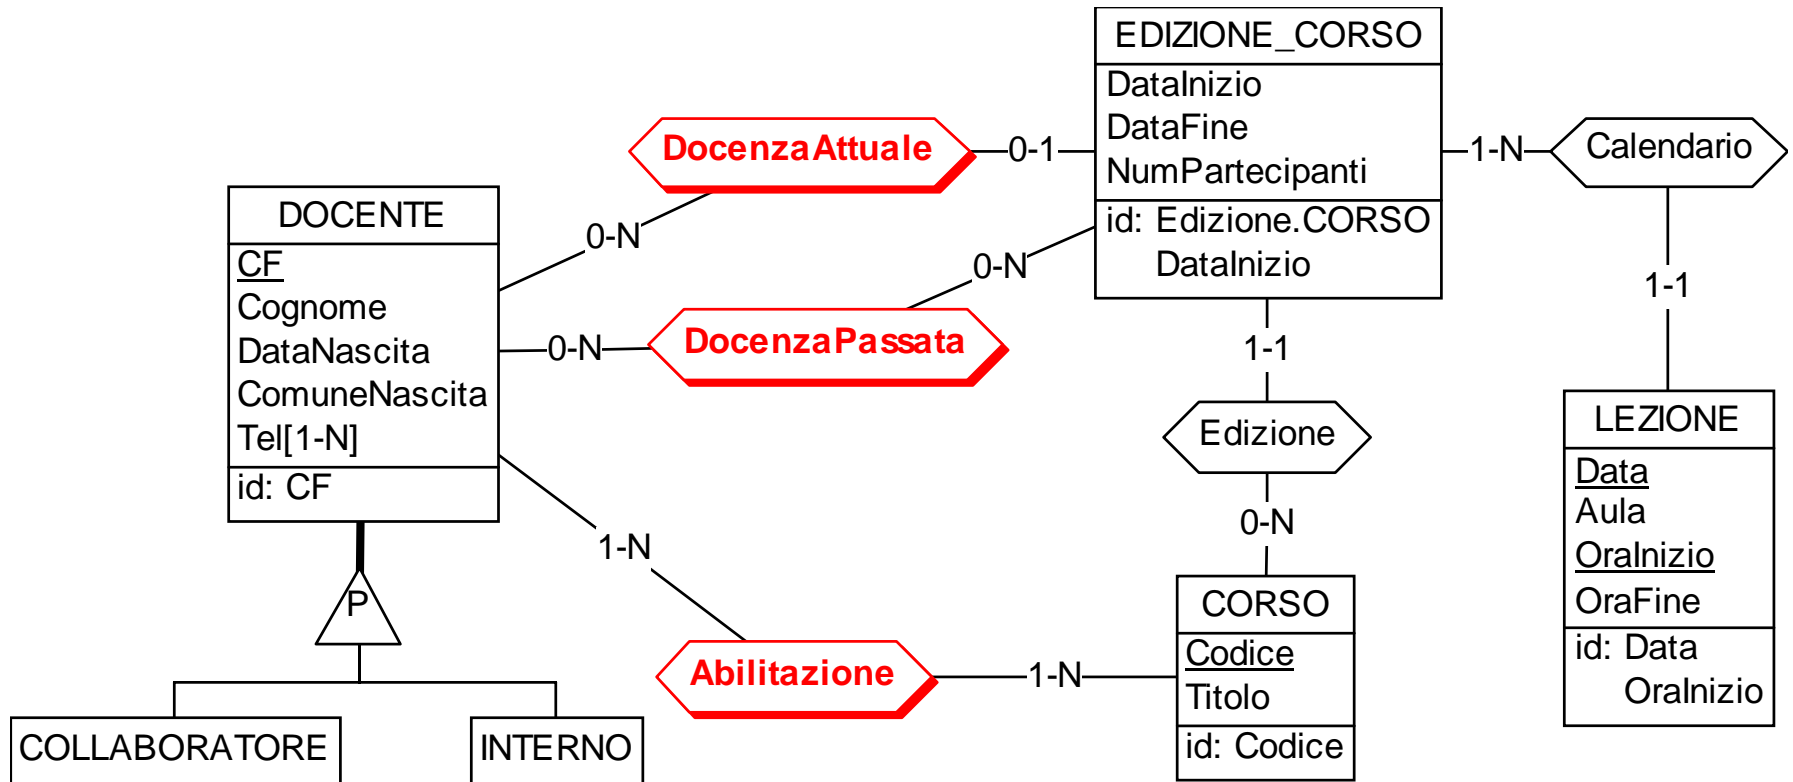 EDIZIONE_CORSO
DataInizio
DataFine
NumPartecipanti
id: Edizione.CORSO
DataInizio
DocenzaAttuale
0-1
1-N
Calendario
DOCENTE
CF
Cognome
DataNascita
ComuneNascita
Tel[1-N]
id: CF
0-N
0-N
0-N
DocenzaPassata
1-1
1-1
Edizione
LEZIONE
Data
Aula
OraInizio
OraFine
id: Data
OraInizio
0-N
1-N
P
Abilitazione
1-N
CORSO
Codice
Titolo
id: Codice
COLLABORATORE
INTERNO